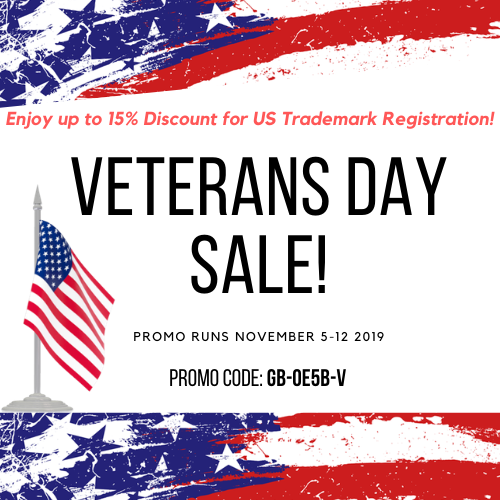 Enjoy up to 15% Discount for US Trademark Registration!
VETERANS DAY
SALE!
PROMO RUNS NOVEMBER 5-12 2019
PROMO CODE: GB-OE5B-V